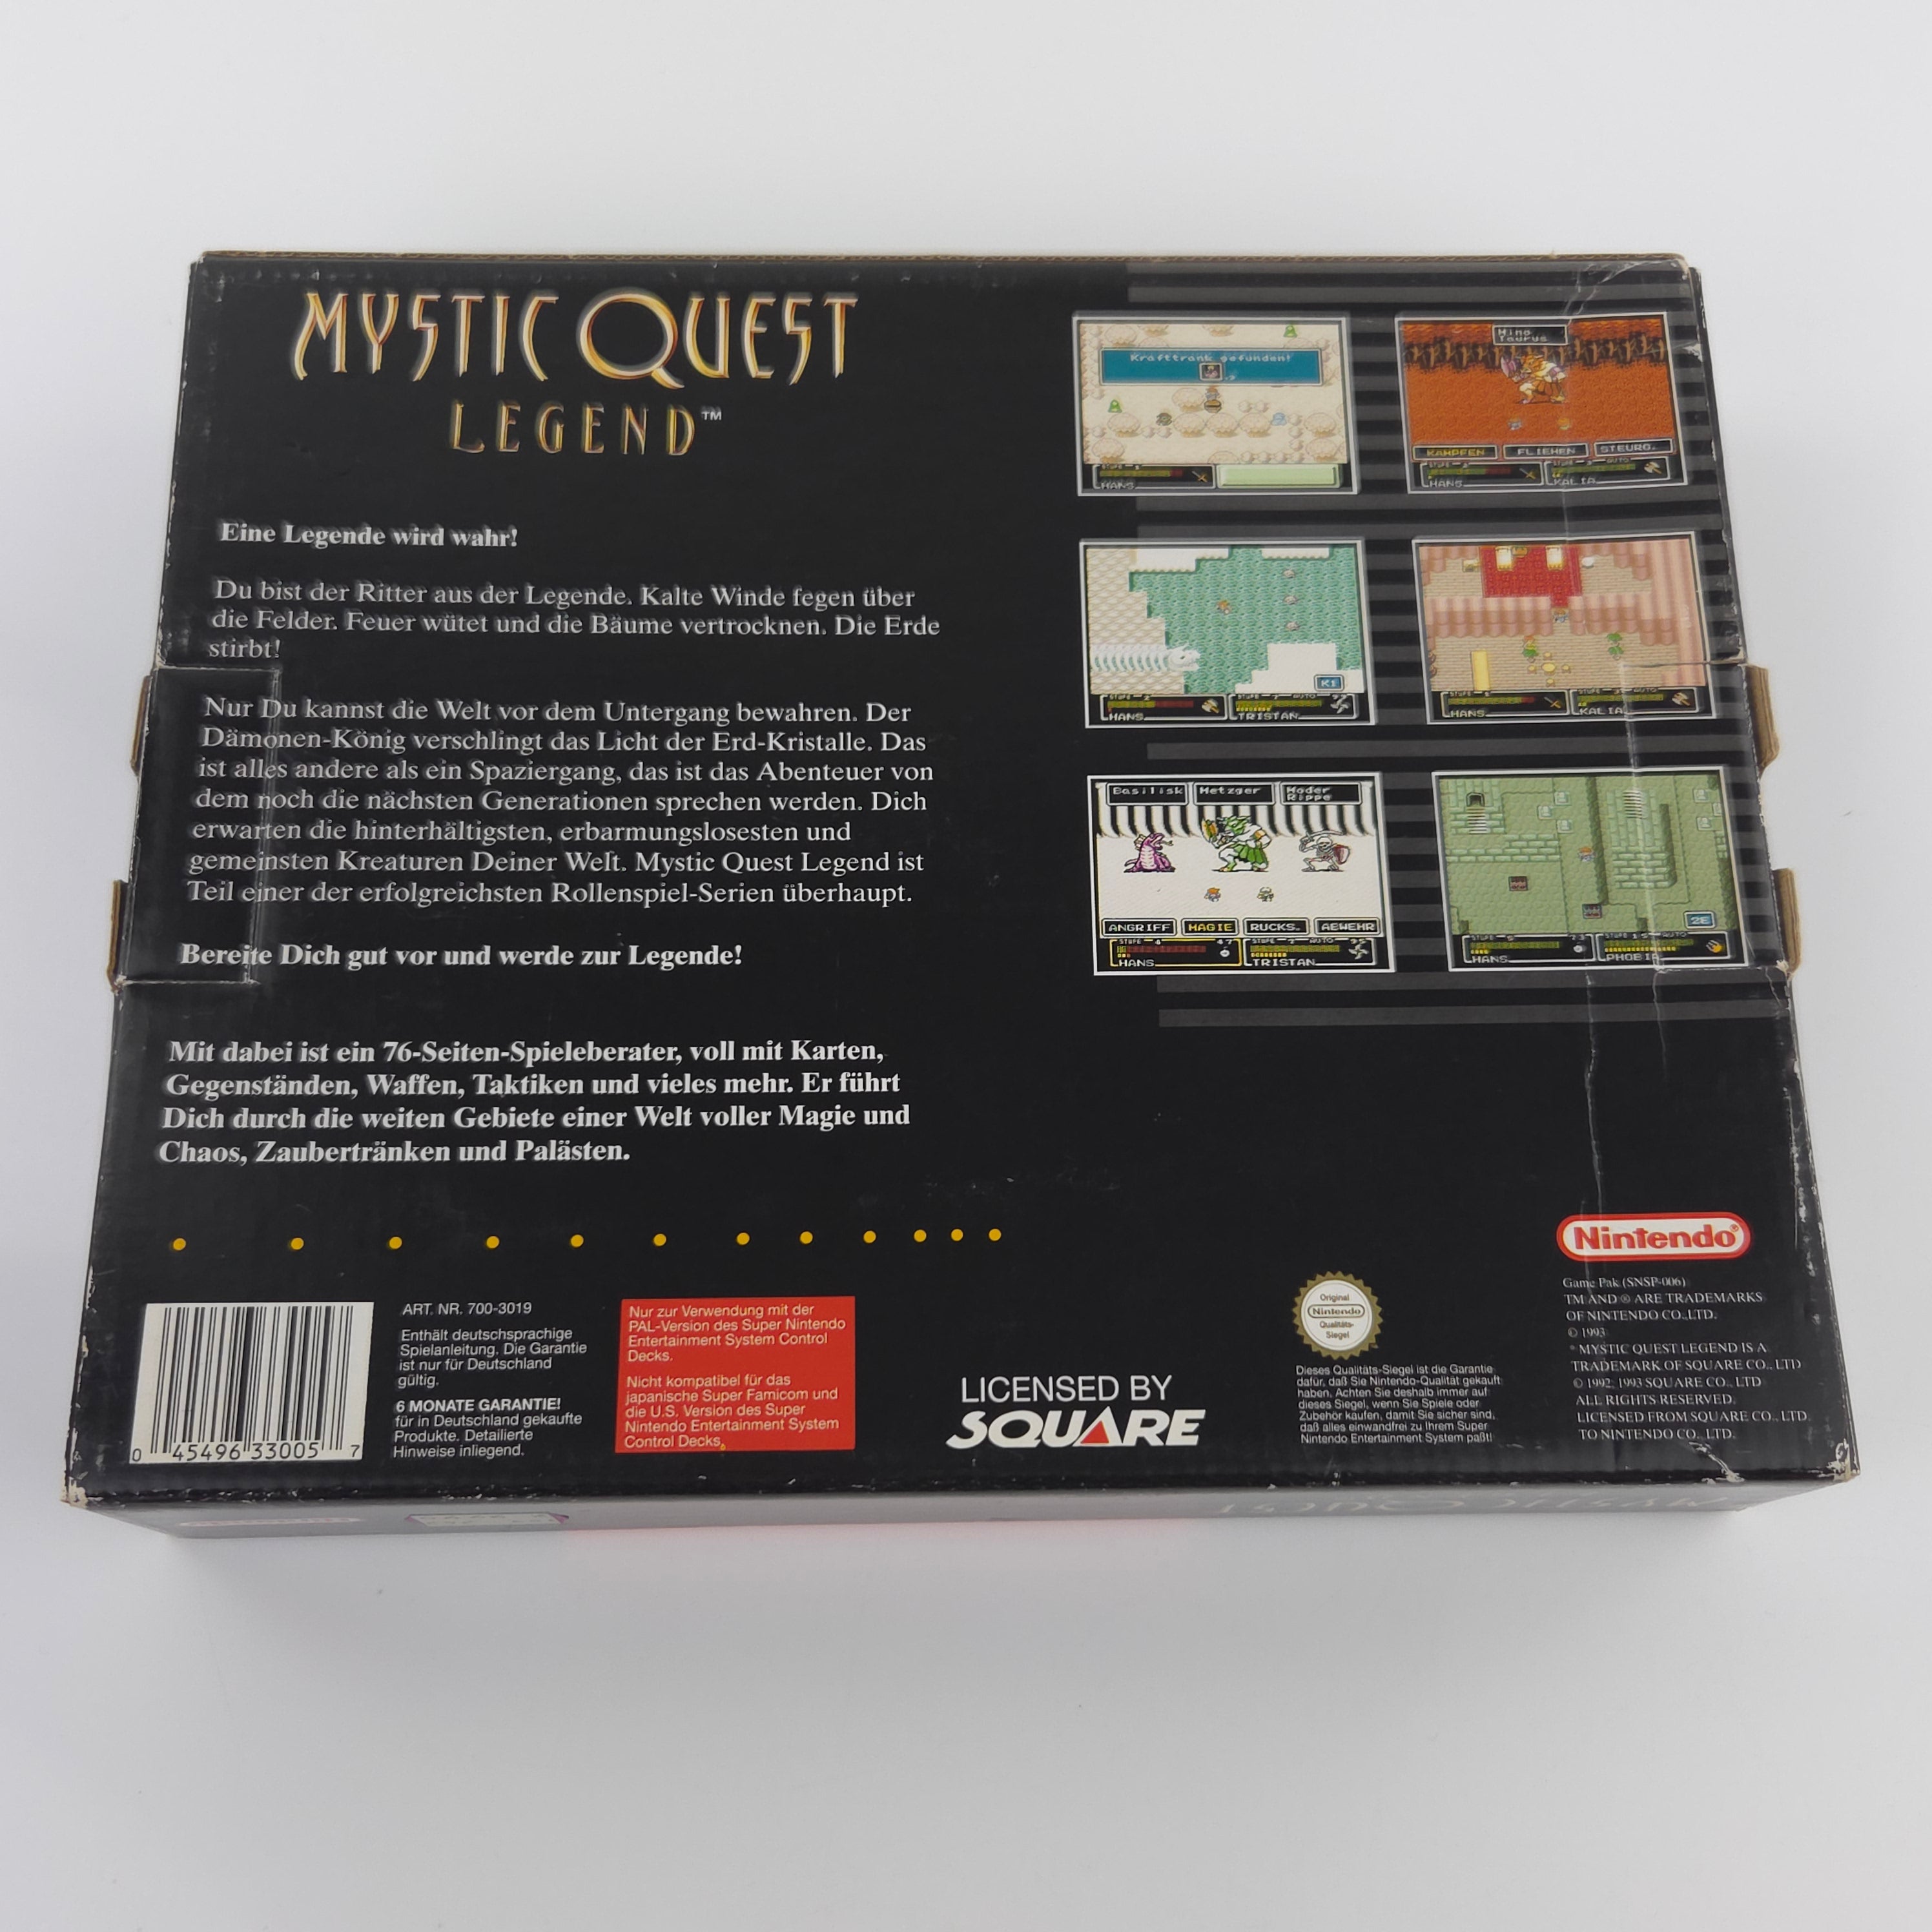 MYSTIC QUEST
LEGEND™
Eine Legende wird wahr!
Du bist der Ritter aus der Legende. Kalte Winde fegen über
die Felder. Feuer wütet und die Bäume vertrocknen. Die Erde
stirbt!
Nur Du kannst die Welt vor dem Untergang bewahren. Der
Dämonen-König verschlingt das Licht der Erd-Kristalle. Das
ist alles andere als ein Spaziergang, das ist das Abenteuer von
dem noch die nächsten Generationen sprechen werden. Dich
erwarten die hinterhältigsten, erbarmungslosesten und
gemeinsten Kreaturen Deiner Welt. Mystic Quest Legend ist
Teil einer der erfolgreichsten Rollenspiel-Serien überhaupt.
Bereite Dich gut vor und werde zur Legende!
Mit dabei ist ein 76-Seiten-Spieleberater, voll mit Karten,
Gegenständen, Waffen, Taktiken und vieles mehr. Er führt
Dich durch die weiten Gebiete einer Welt voller Magie und
Chaos, Zaubertränken und Palästen.
Krafttrank gefunden!
HANS
Mino
Taurus
KÄMPFEN FLIEHEN STEURG.
HANS KALIA
HANS TRISTAN
HANS KALIA
Basilisk Metzger Moder
Rippe
ANGRIFF MAGIE RUCKS. AEWEHR
HANS TRISTAN
2E
HANS PHOEBIA
0 45496 33005 7
ART. NR. 700-3019
Enthält deutschsprachige
Spielanleitung. Die Garantie
ist nur für Deutschland
gültig.
6 MONATE GARANTIE!
für in Deutschland gekaufte
Produkte. Detailierte
Hinweise inliegend.
Nur zur Verwendung mit der
PAL-Version des Super Nintendo
Entertainment System Control
Decks.
Nicht kompatibel für das
japanische Super Famicom und
die U.S. Version des Super
Nintendo Entertainment System
Control Decks.
LICENSED BY
SQUARE
Original
Nintendo
Qualitäts-
Siegel
Dieses Qualitäts-Siegel ist die Garantie
dafür, daß Sie Nintendo-Qualität gekauft
haben. Achten Sie deshalb immer auf
dieses Siegel, wenn Sie Spiele oder
Zubehör kaufen, damit Sie sicher sind,
daß alles einwandfrei zu Ihrem Super
Nintendo Entertainment System paßt!
Nintendo®
Game Pak (SNSP-006)
TM AND ® ARE TRADEMARKS
OF NINTENDO CO., LTD.
© 1993
MYSTIC QUEST LEGEND IS A
TRADEMARK OF SQUARE CO., LTD
© 1992, 1993 SQUARE CO., LTD
ALL RIGHTS RESERVED.
LICENSED FROM SQUARE CO., LTD.
TO NINTENDO CO., LTD.